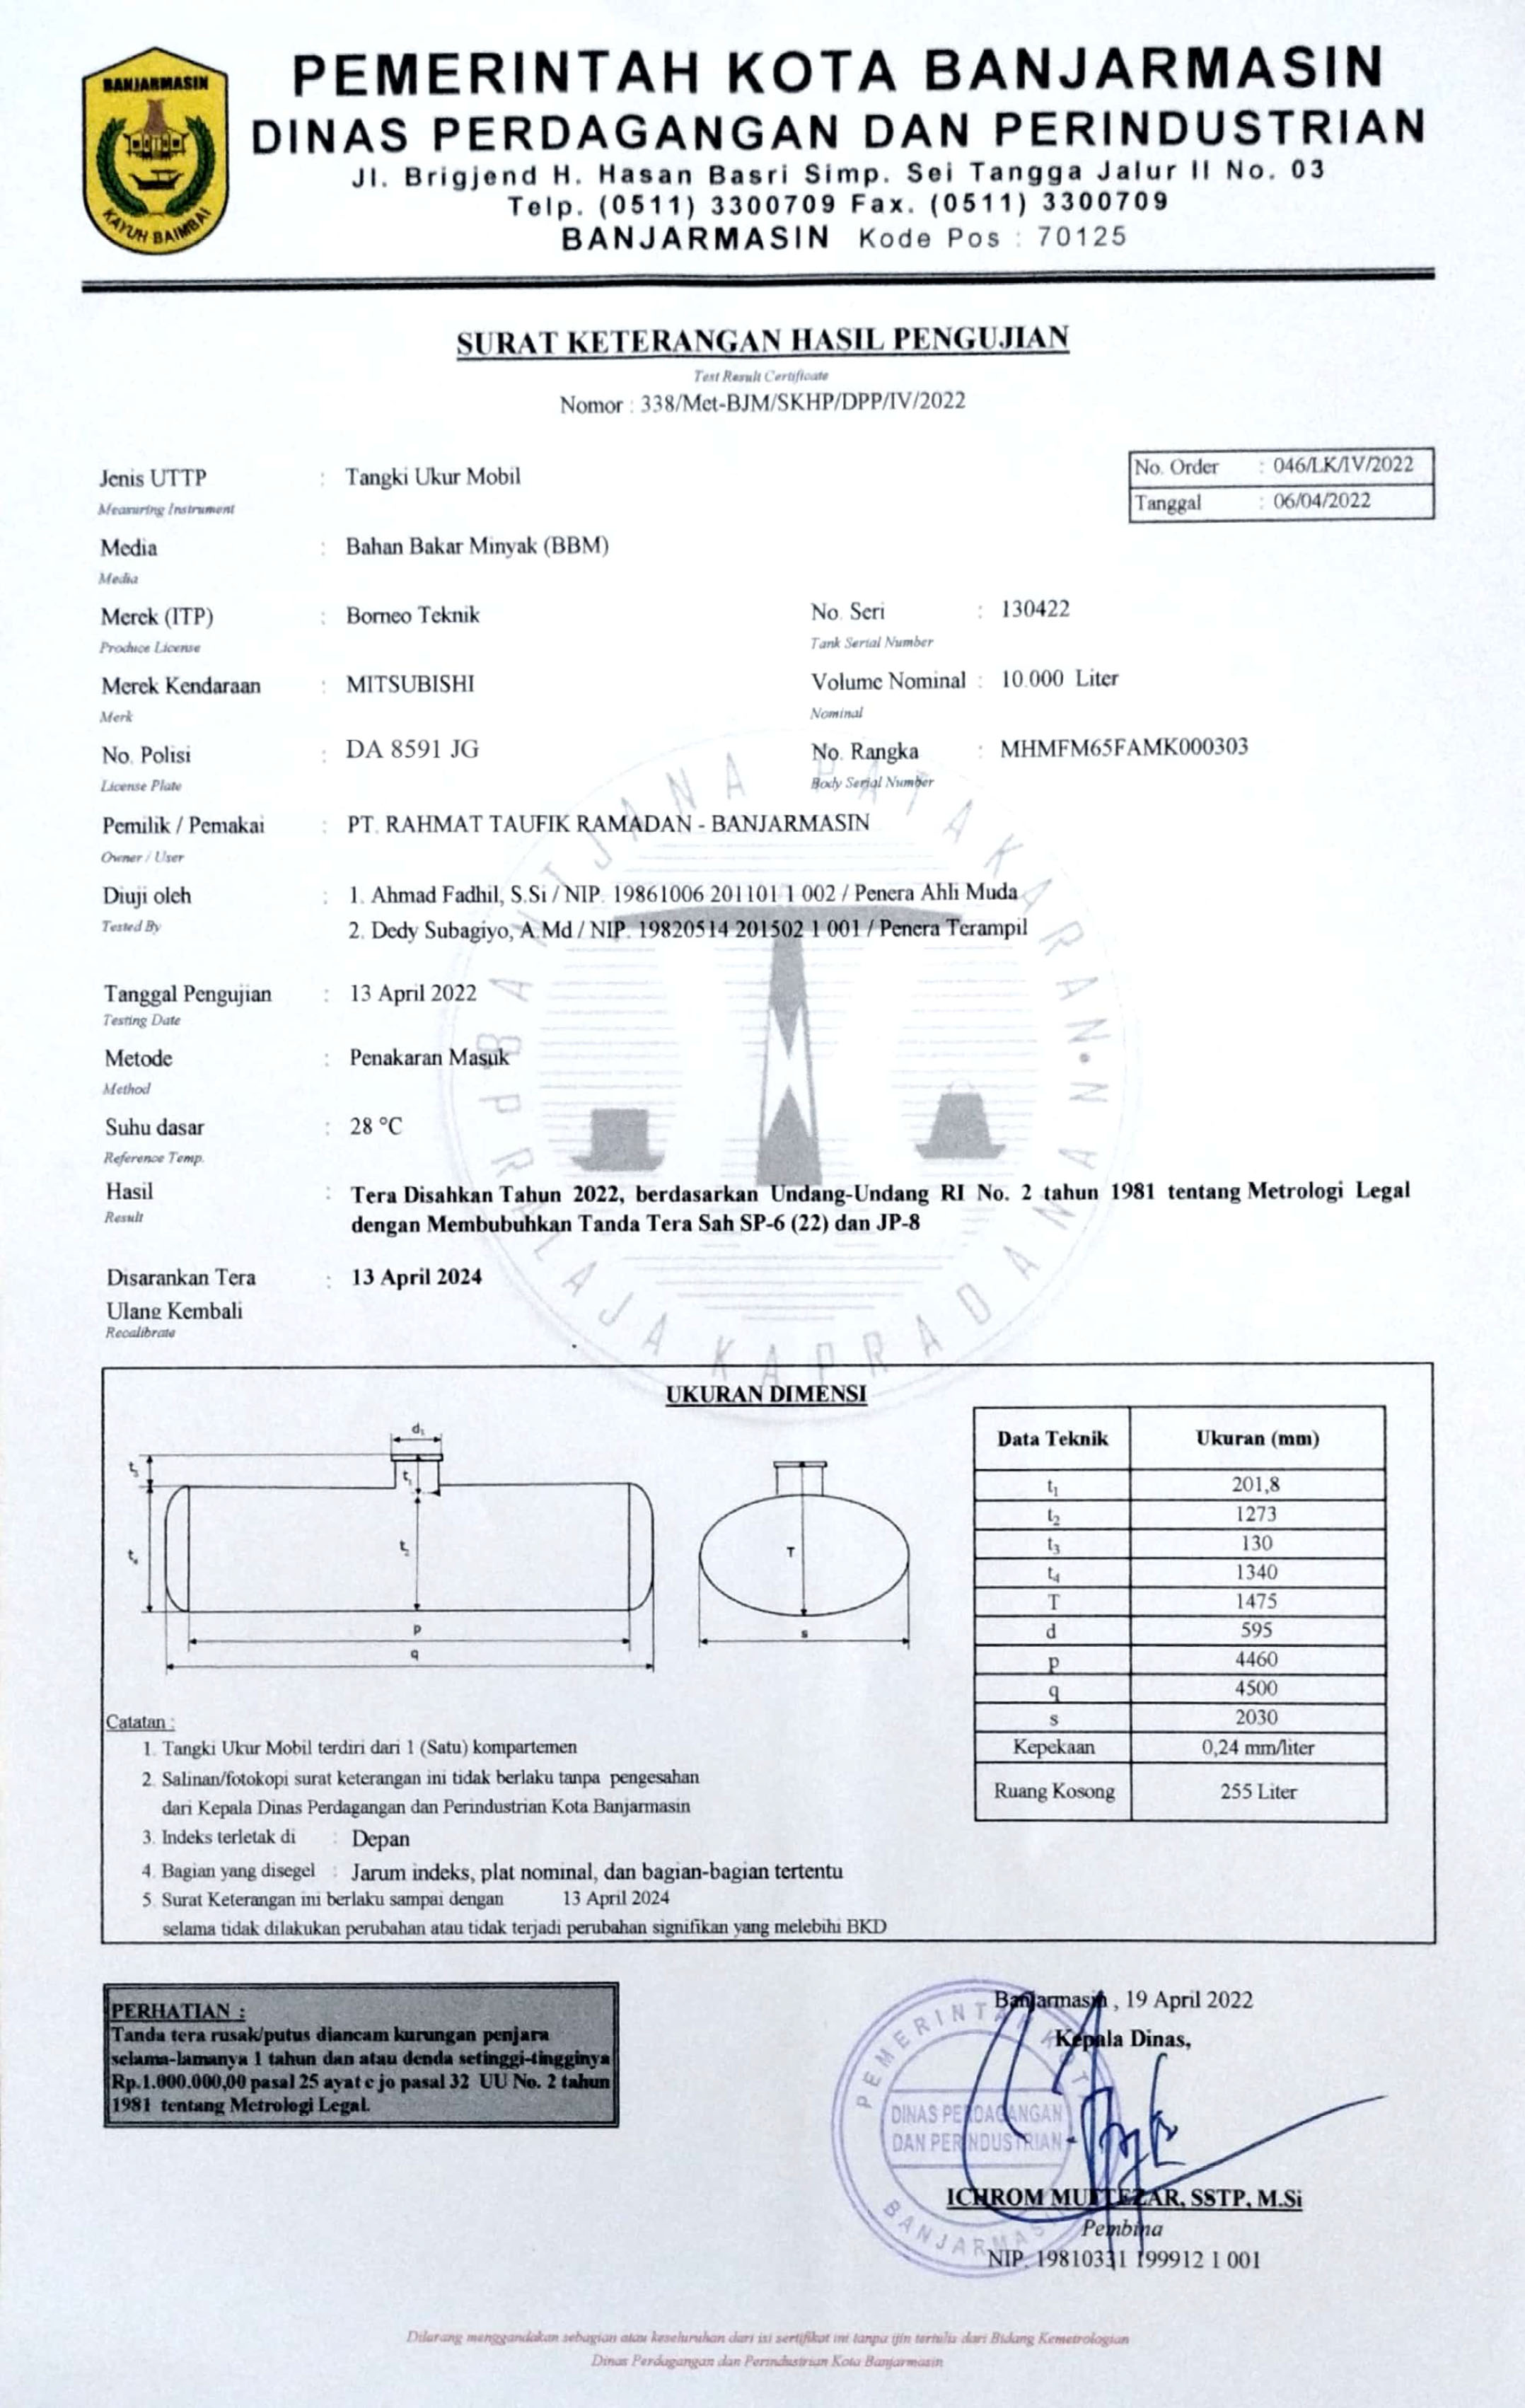 BANJARMASIN
KAYUH BAIMBAI
PEMERINTAH KOTA BANJARMASIN
DINAS PERDAGANGAN DAN PERINDUSTRIAN
Jl. Brigjend H. Hasan Basri Simp. Sei Tangga Jalur II No. 03
Telp. (0511) 3300709 Fax. (0511) 3300709
BANJARMASIN Kode Pos : 70125
SURAT KETERANGAN HASIL PENGUJIAN
Test Result Certificate
Nomor : 338/Met-BJM/SKHP/DPP/IV/2022
No. Order : 046/LK/IV/2022
Tanggal : 06/04/2022
Jenis UTTP : Tangki Ukur Mobil
Measuring Instrument
Media : Bahan Bakar Minyak (BBM)
Media
Merek (ITP) : Borneo Teknik No. Seri : 130422
Produce License Tank Serial Number
Merek Kendaraan : MITSUBISHI Volume Nominal : 10.000 Liter
Merk Nominal
No. Polisi : DA 8591 JG No. Rangka : MHMFM65FAMK000303
License Plate Body Serial Number
Pemilik / Pemakai : PT. RAHMAT TAUFIK RAMADAN - BANJARMASIN
Owner / User
Diuji oleh : 1. Ahmad Fadhil, S.Si / NIP. 19861006 201101 1 002 / Penera Ahli Muda
Tested By 2. Dedy Subagiyo, A.Md / NIP. 19820514 201502 1 001 / Penera Terampil
Tanggal Pengujian : 13 April 2022
Testing Date
Metode : Penakaran Masuk
Method
Suhu dasar : 28 °C
Reference Temp.
Hasil : Tera Disahkan Tahun 2022, berdasarkan Undang-Undang RI No. 2 tahun 1981 tentang Metrologi Legal
Result dengan Membubuhkan Tanda Tera Sah SP-6 (22) dan JP-8
Disarankan Tera : 13 April 2024
Ulang Kembali
Recalibrate
UKURAN DIMENSI
d₁
t₃
t₁
t₄
t₂
p
q
T
s
Data Teknik Ukuran (mm)
t₁ 201,8
t₂ 1273
t₃ 130
t₄ 1340
T 1475
d 595
p 4460
q 4500
s 2030
Kepekaan 0,24 mm/liter
Ruang Kosong 255 Liter
Catatan :
1. Tangki Ukur Mobil terdiri dari 1 (Satu) kompartemen
2. Salinan/fotokopi surat keterangan ini tidak berlaku tanpa pengesahan
dari Kepala Dinas Perdagangan dan Perindustrian Kota Banjarmasin
3. Indeks terletak di : Depan
4. Bagian yang disegel : Jarum indeks, plat nominal, dan bagian-bagian tertentu
5. Surat Keterangan ini berlaku sampai dengan 13 April 2024
selama tidak dilakukan perubahan atau tidak terjadi perubahan signifikan yang melebihi BKD
PERHATIAN :
Tanda tera rusak/putus diancam kurungan penjara
selama-lamanya 1 tahun dan atau denda setinggi-tingginya
Rp.1.000.000,00 pasal 25 ayat c jo pasal 32 UU No. 2 tahun
1981 tentang Metrologi Legal.
Banjarmasin , 19 April 2022
Kepala Dinas,
DINAS PERDAGANGAN
DAN PERINDUSTRIAN
BANJARMASIN
ICHROM MUFTEZAR, SSTP, M.Si
Pembina
NIP. 19810331 199912 1 001
Dilarang menggandakan sebagian atau keseluruhan dari isi sertifikat ini tanpa ijin tertulis dari Bidang Kemetrologian
Dinas Perdagangan dan Perindustrian Kota Banjarmasin